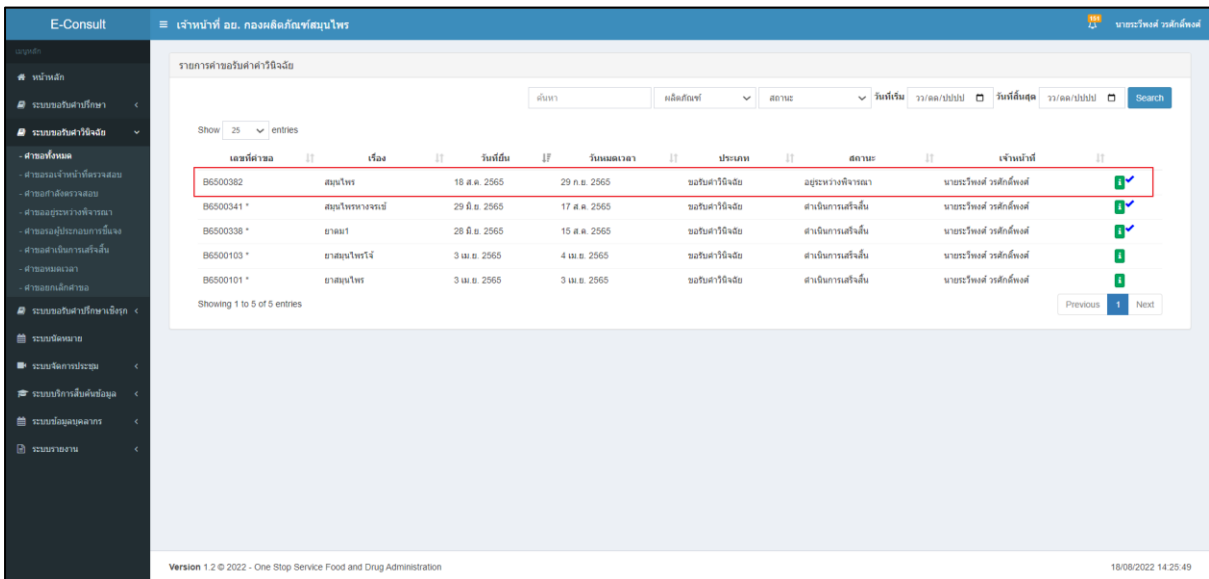 E-Consult
เจ้าหน้าที่ อย. กองผลิตภัณฑ์สมุนไพร
นายระวีพงศ์ วรศักดิ์พงศ์
เมนูหลัก
หน้าหลัก
ระบบขอรับคำปรึกษา
ระบบขอรับคำวินิจฉัย
- คำขอทั้งหมด
- คำขอรอเจ้าหน้าที่ตรวจสอบ
- คำขอกำลังตรวจสอบ
- คำขออยู่ระหว่างพิจารณา
- คำขอรอผู้ประกอบการชี้แจง
- คำขอดำเนินการเสร็จสิ้น
- คำขอหมดเวลา
- คำขอยกเลิกคำขอ
ระบบขอรับคำปรึกษาเชิงรุก
ระบบนัดหมาย
ระบบจัดการประชุม
ระบบบริการสืบค้นข้อมูล
ระบบข้อมูลบุคลากร
ระบบรายงาน
รายการคำขอรับคำคำวินิจฉัย
ค้นหา ผลิตภัณฑ์ สถานะ วันที่เริ่ม วว/ดด/ปปปป วันที่สิ้นสุด วว/ดด/ปปปป Search
Show 25 entries
เลขที่คำขอ เรื่อง วันที่ยื่น วันหมดเวลา ประเภท สถานะ เจ้าหน้าที่
B6500382 สมุนไพร 18 ส.ค. 2565 29 ก.ย. 2565 ขอรับคำวินิจฉัย อยู่ระหว่างพิจารณา นายระวีพงศ์ วรศักดิ์พงศ์
B6500341 * สมุนไพรหางจรเข้ 29 มิ.ย. 2565 17 ส.ค. 2565 ขอรับคำวินิจฉัย ดำเนินการเสร็จสิ้น นายระวีพงศ์ วรศักดิ์พงศ์
B6500338 * ยาดม1 28 มิ.ย. 2565 15 ส.ค. 2565 ขอรับคำวินิจฉัย ดำเนินการเสร็จสิ้น นายระวีพงศ์ วรศักดิ์พงศ์
B6500103 * ยาสมุนไพรโจ้ 3 เม.ย. 2565 4 เม.ย. 2565 ขอรับคำวินิจฉัย ดำเนินการเสร็จสิ้น นายระวีพงศ์ วรศักดิ์พงศ์
B6500101 * ยาสมุนไพร 3 เม.ย. 2565 3 เม.ย. 2565 ขอรับคำวินิจฉัย ดำเนินการเสร็จสิ้น นายระวีพงศ์ วรศักดิ์พงศ์
Showing 1 to 5 of 5 entries
Previous 1 Next
Version 1.2 © 2022 - One Stop Service Food and Drug Administration
18/08/2022 14:25:49